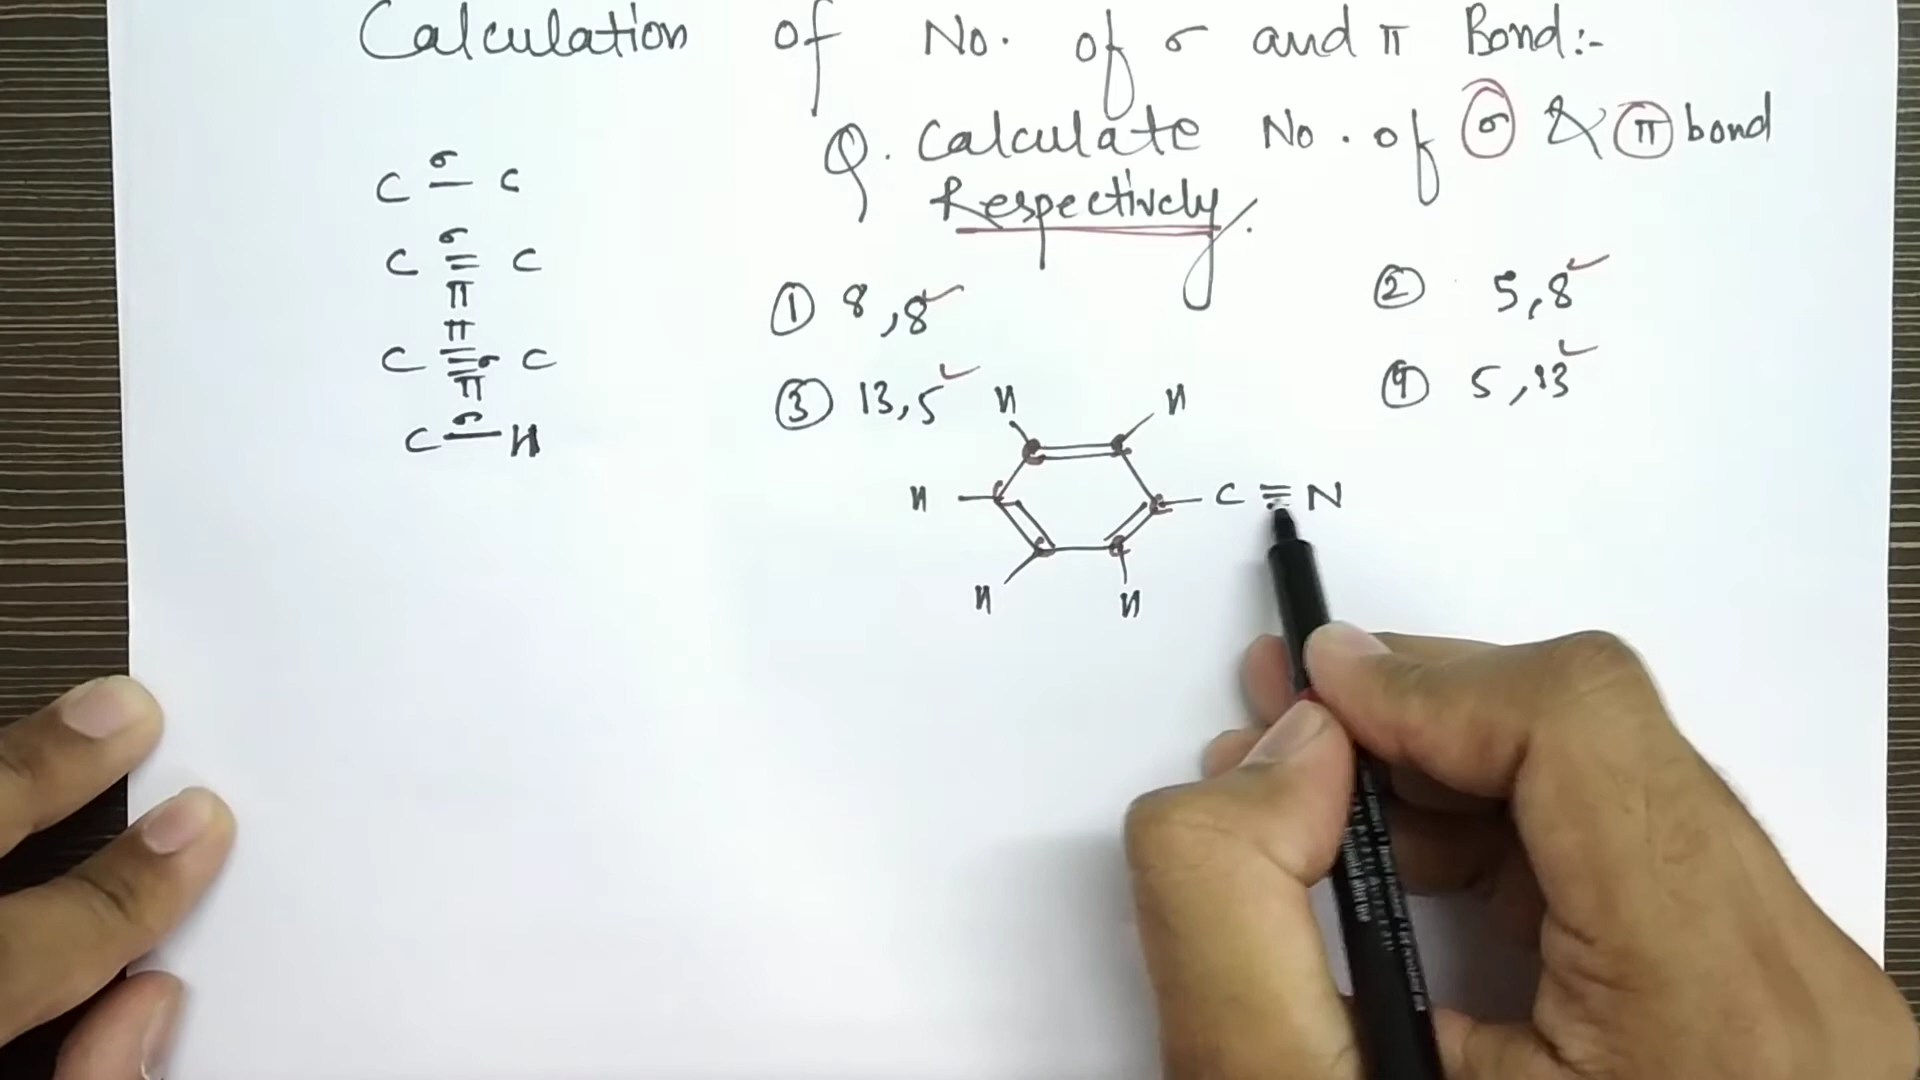 Calculation of No. of σ and π Bond:-
Q. Calculate No. of σ & π bond
Respectively.
C σ— C
σ
C = C
π
π
C ≡σ C
π
σ
C — H
① 8,8 ✓
② 5,8 ✓
③ 13,5 ✓
④ 5,13 ✓
H H
H C ≡ N
H H